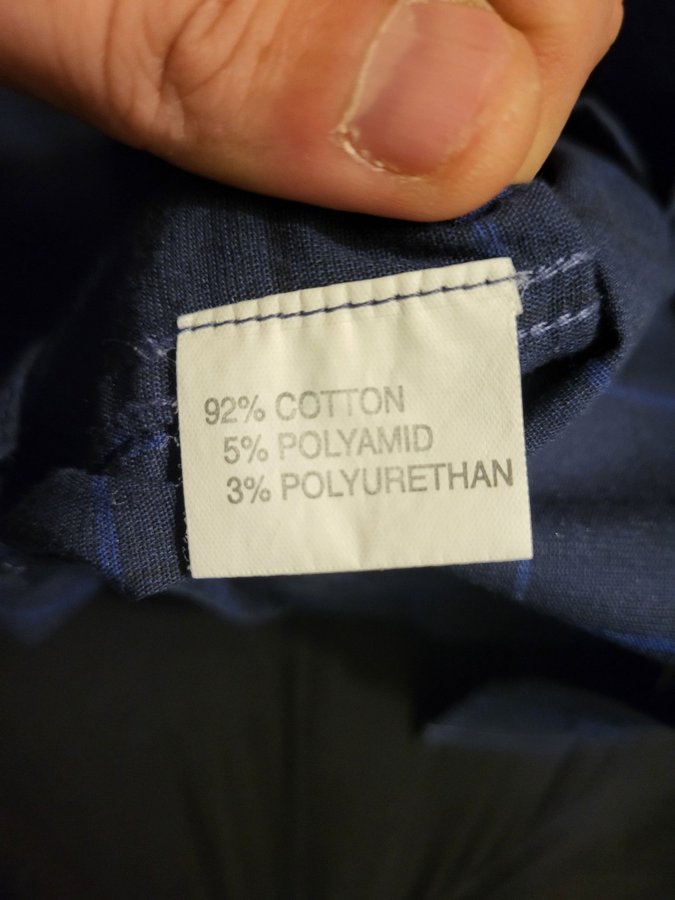 92% COTTON
5% POLYAMID
3% POLYURETHAN